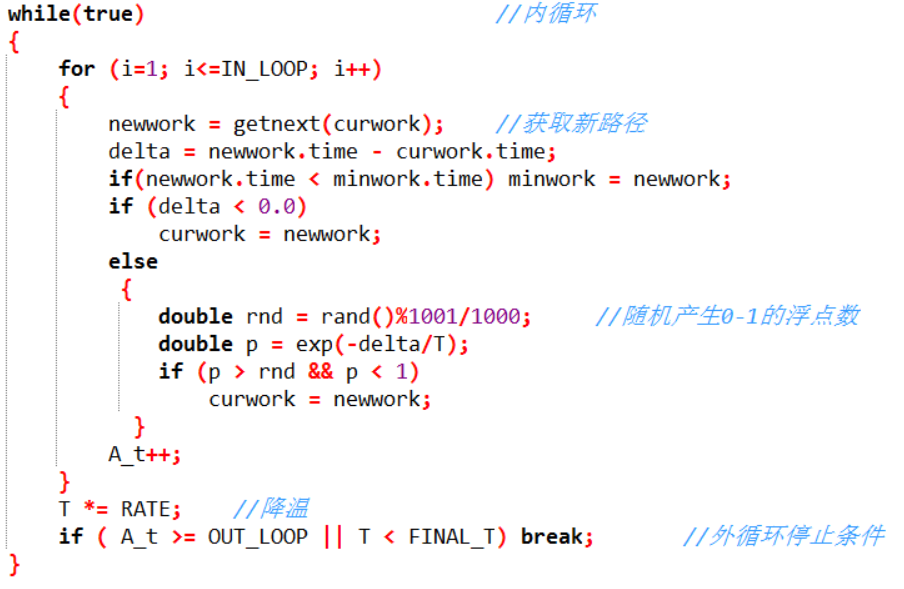 while(true) //内循环
{
for (i=1; i<=IN_LOOP; i++)
{
newwork = getnext(curwork); //获取新路径
delta = newwork.time - curwork.time;
if(newwork.time < minwork.time) minwork = newwork;
if (delta < 0.0)
curwork = newwork;
else
{
double rnd = rand()%1001/1000; //随机产生0-1的浮点数
double p = exp(-delta/T);
if (p > rnd && p < 1)
curwork = newwork;
}
A_t++;
}
T *= RATE; //降温
if ( A_t >= OUT_LOOP || T < FINAL_T) break; //外循环停止条件
}